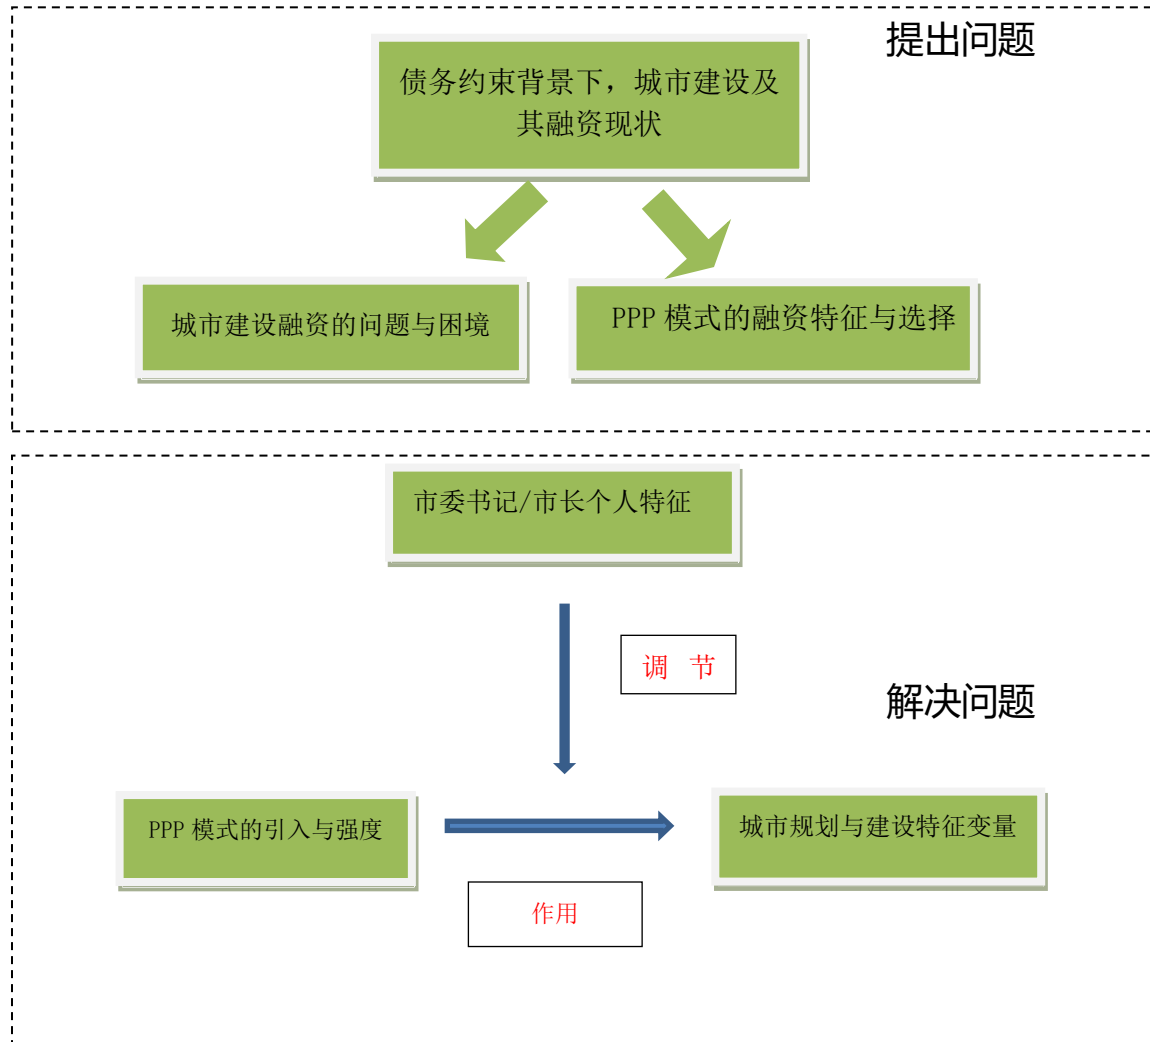 提出问题
债务约束背景下，城市建设及
其融资现状
城市建设融资的问题与困境
PPP 模式的融资特征与选择
市委书记/市长个人特征
调 节
解决问题
PPP 模式的引入与强度
城市规划与建设特征变量
作用